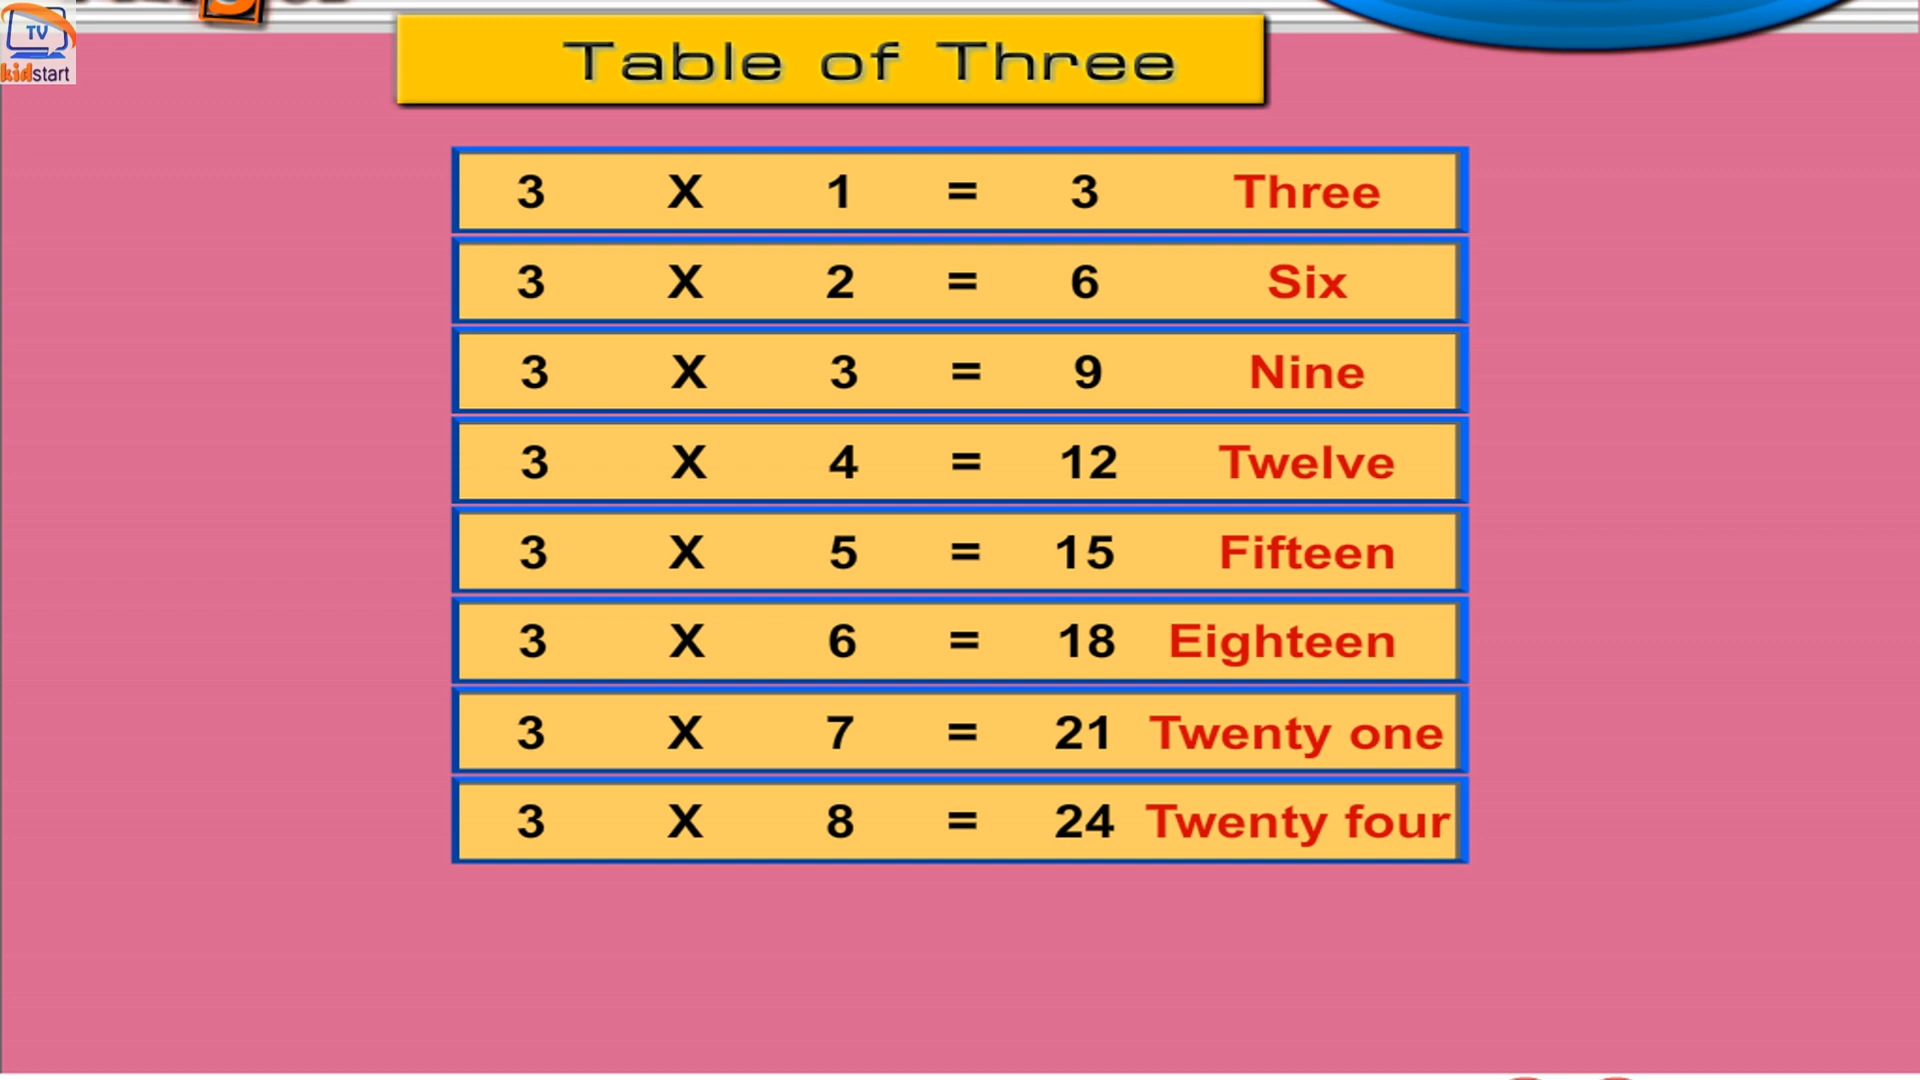 TV
kidstart
Table of Three
3 X 1 = 3 Three
3 X 2 = 6 Six
3 X 3 = 9 Nine
3 X 4 = 12 Twelve
3 X 5 = 15 Fifteen
3 X 6 = 18 Eighteen
3 X 7 = 21 Twenty one
3 X 8 = 24 Twenty four